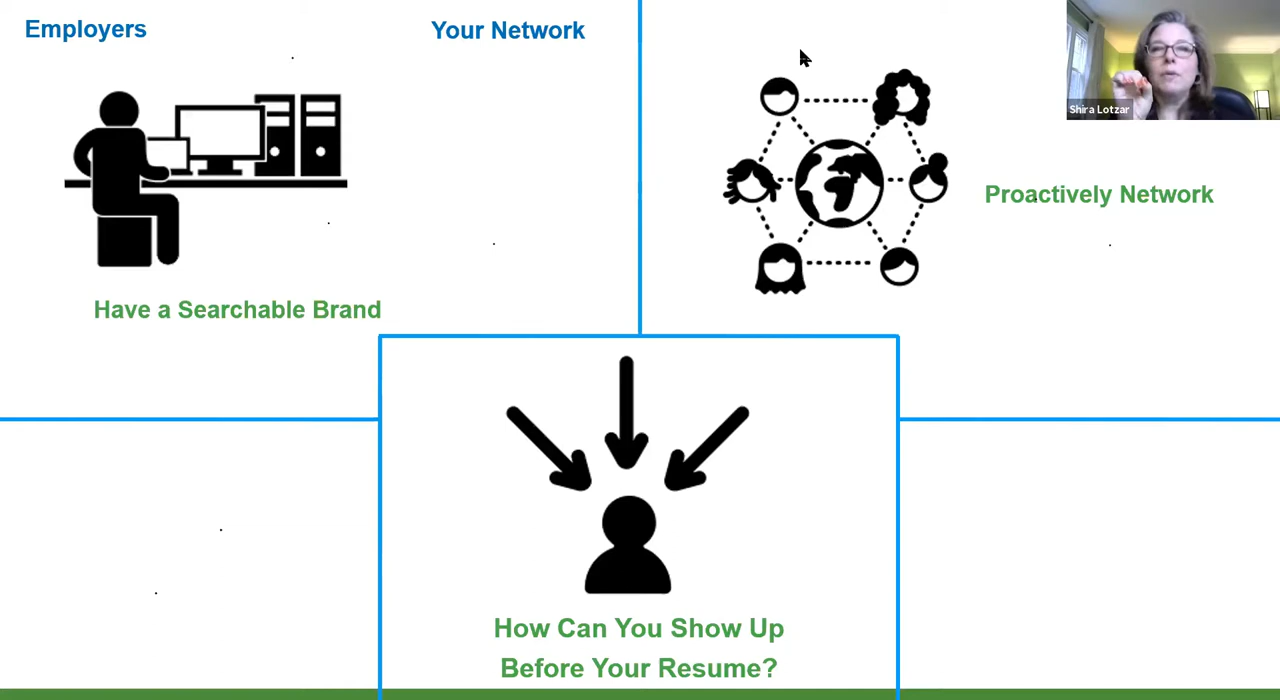 Employers
Your Network
Shira Lotzar
Proactively Network
Have a Searchable Brand
How Can You Show Up
Before Your Resume?